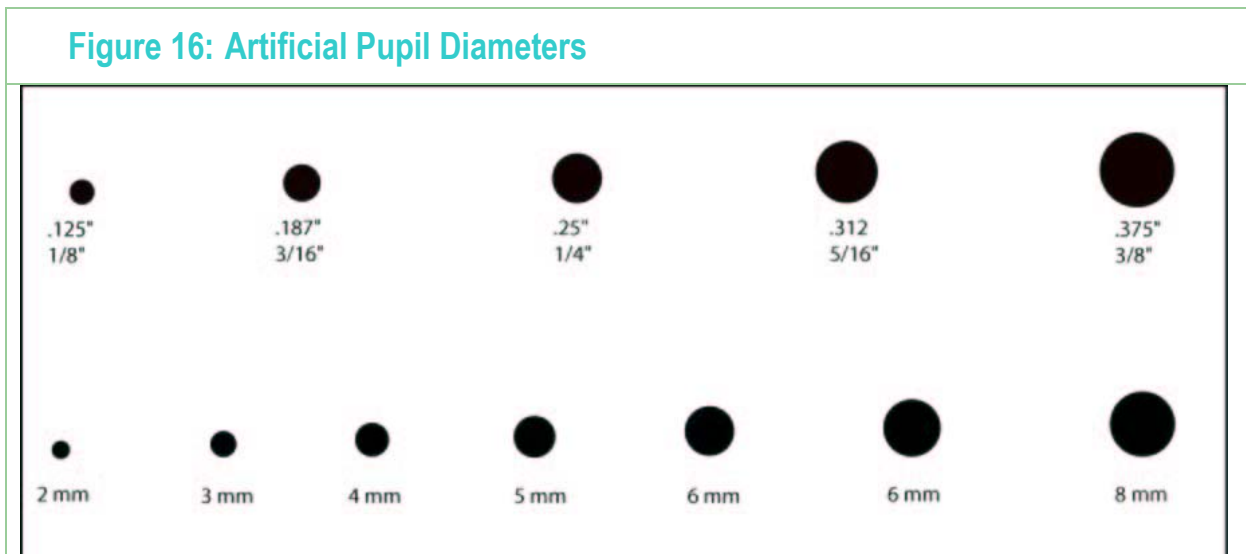 Figure 16: Artificial Pupil Diameters
.125" .187" .25" .312 .375"
1/8" 3/16" 1/4" 5/16" 3/8"
2 mm 3 mm 4 mm 5 mm 6 mm 6 mm 8 mm